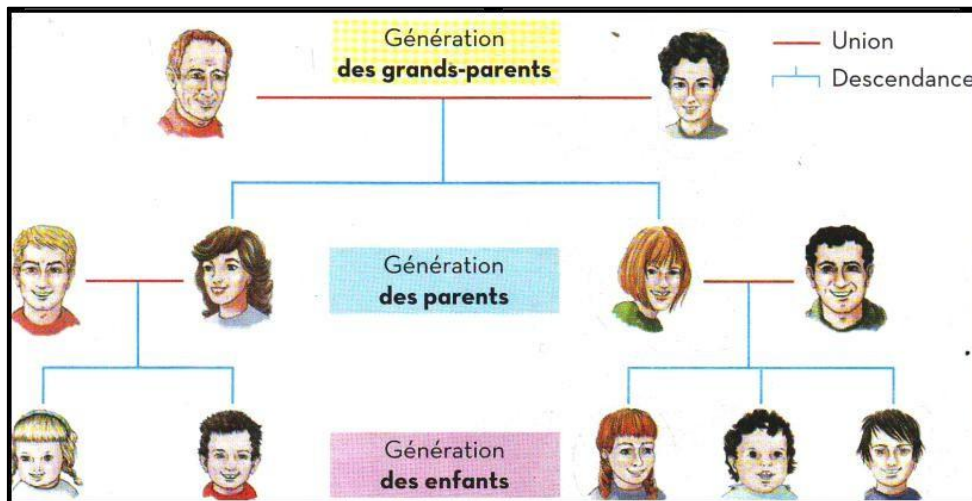 Génération
des grands-parents
Union
Descendance
Génération
des parents
Génération
des enfants